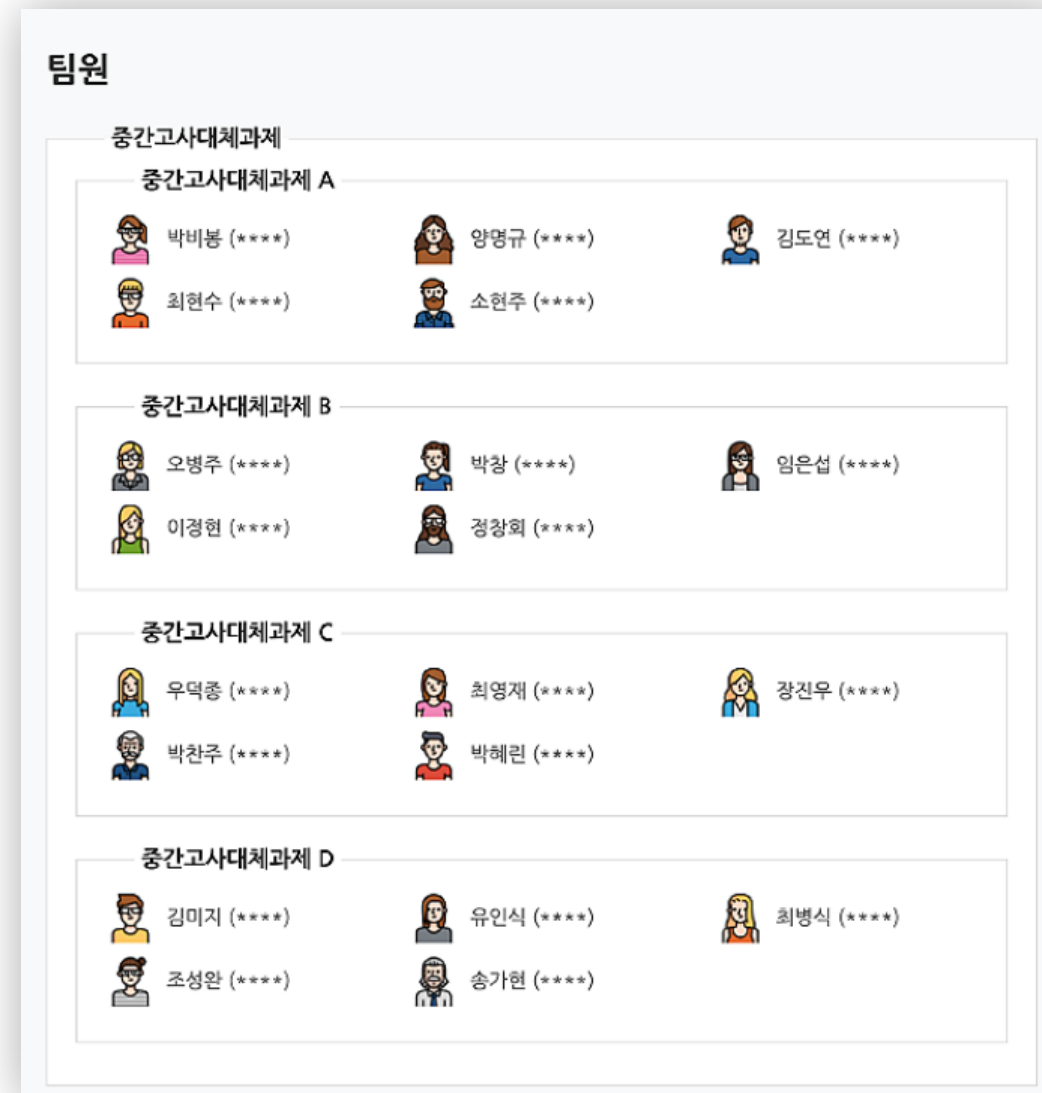 팀원
중간고사대체과제
중간고사대체과제 A
박비봉 (****) 양명규 (****) 김도연 (****)
최현수 (****) 소현주 (****)
중간고사대체과제 B
오병주 (****) 박창 (****) 임은섭 (****)
이정현 (****) 정창회 (****)
중간고사대체과제 C
우덕종 (****) 최영재 (****) 장진우 (****)
박찬주 (****) 박혜린 (****)
중간고사대체과제 D
김미지 (****) 유인식 (****) 최병식 (****)
조성완 (****) 송가현 (****)